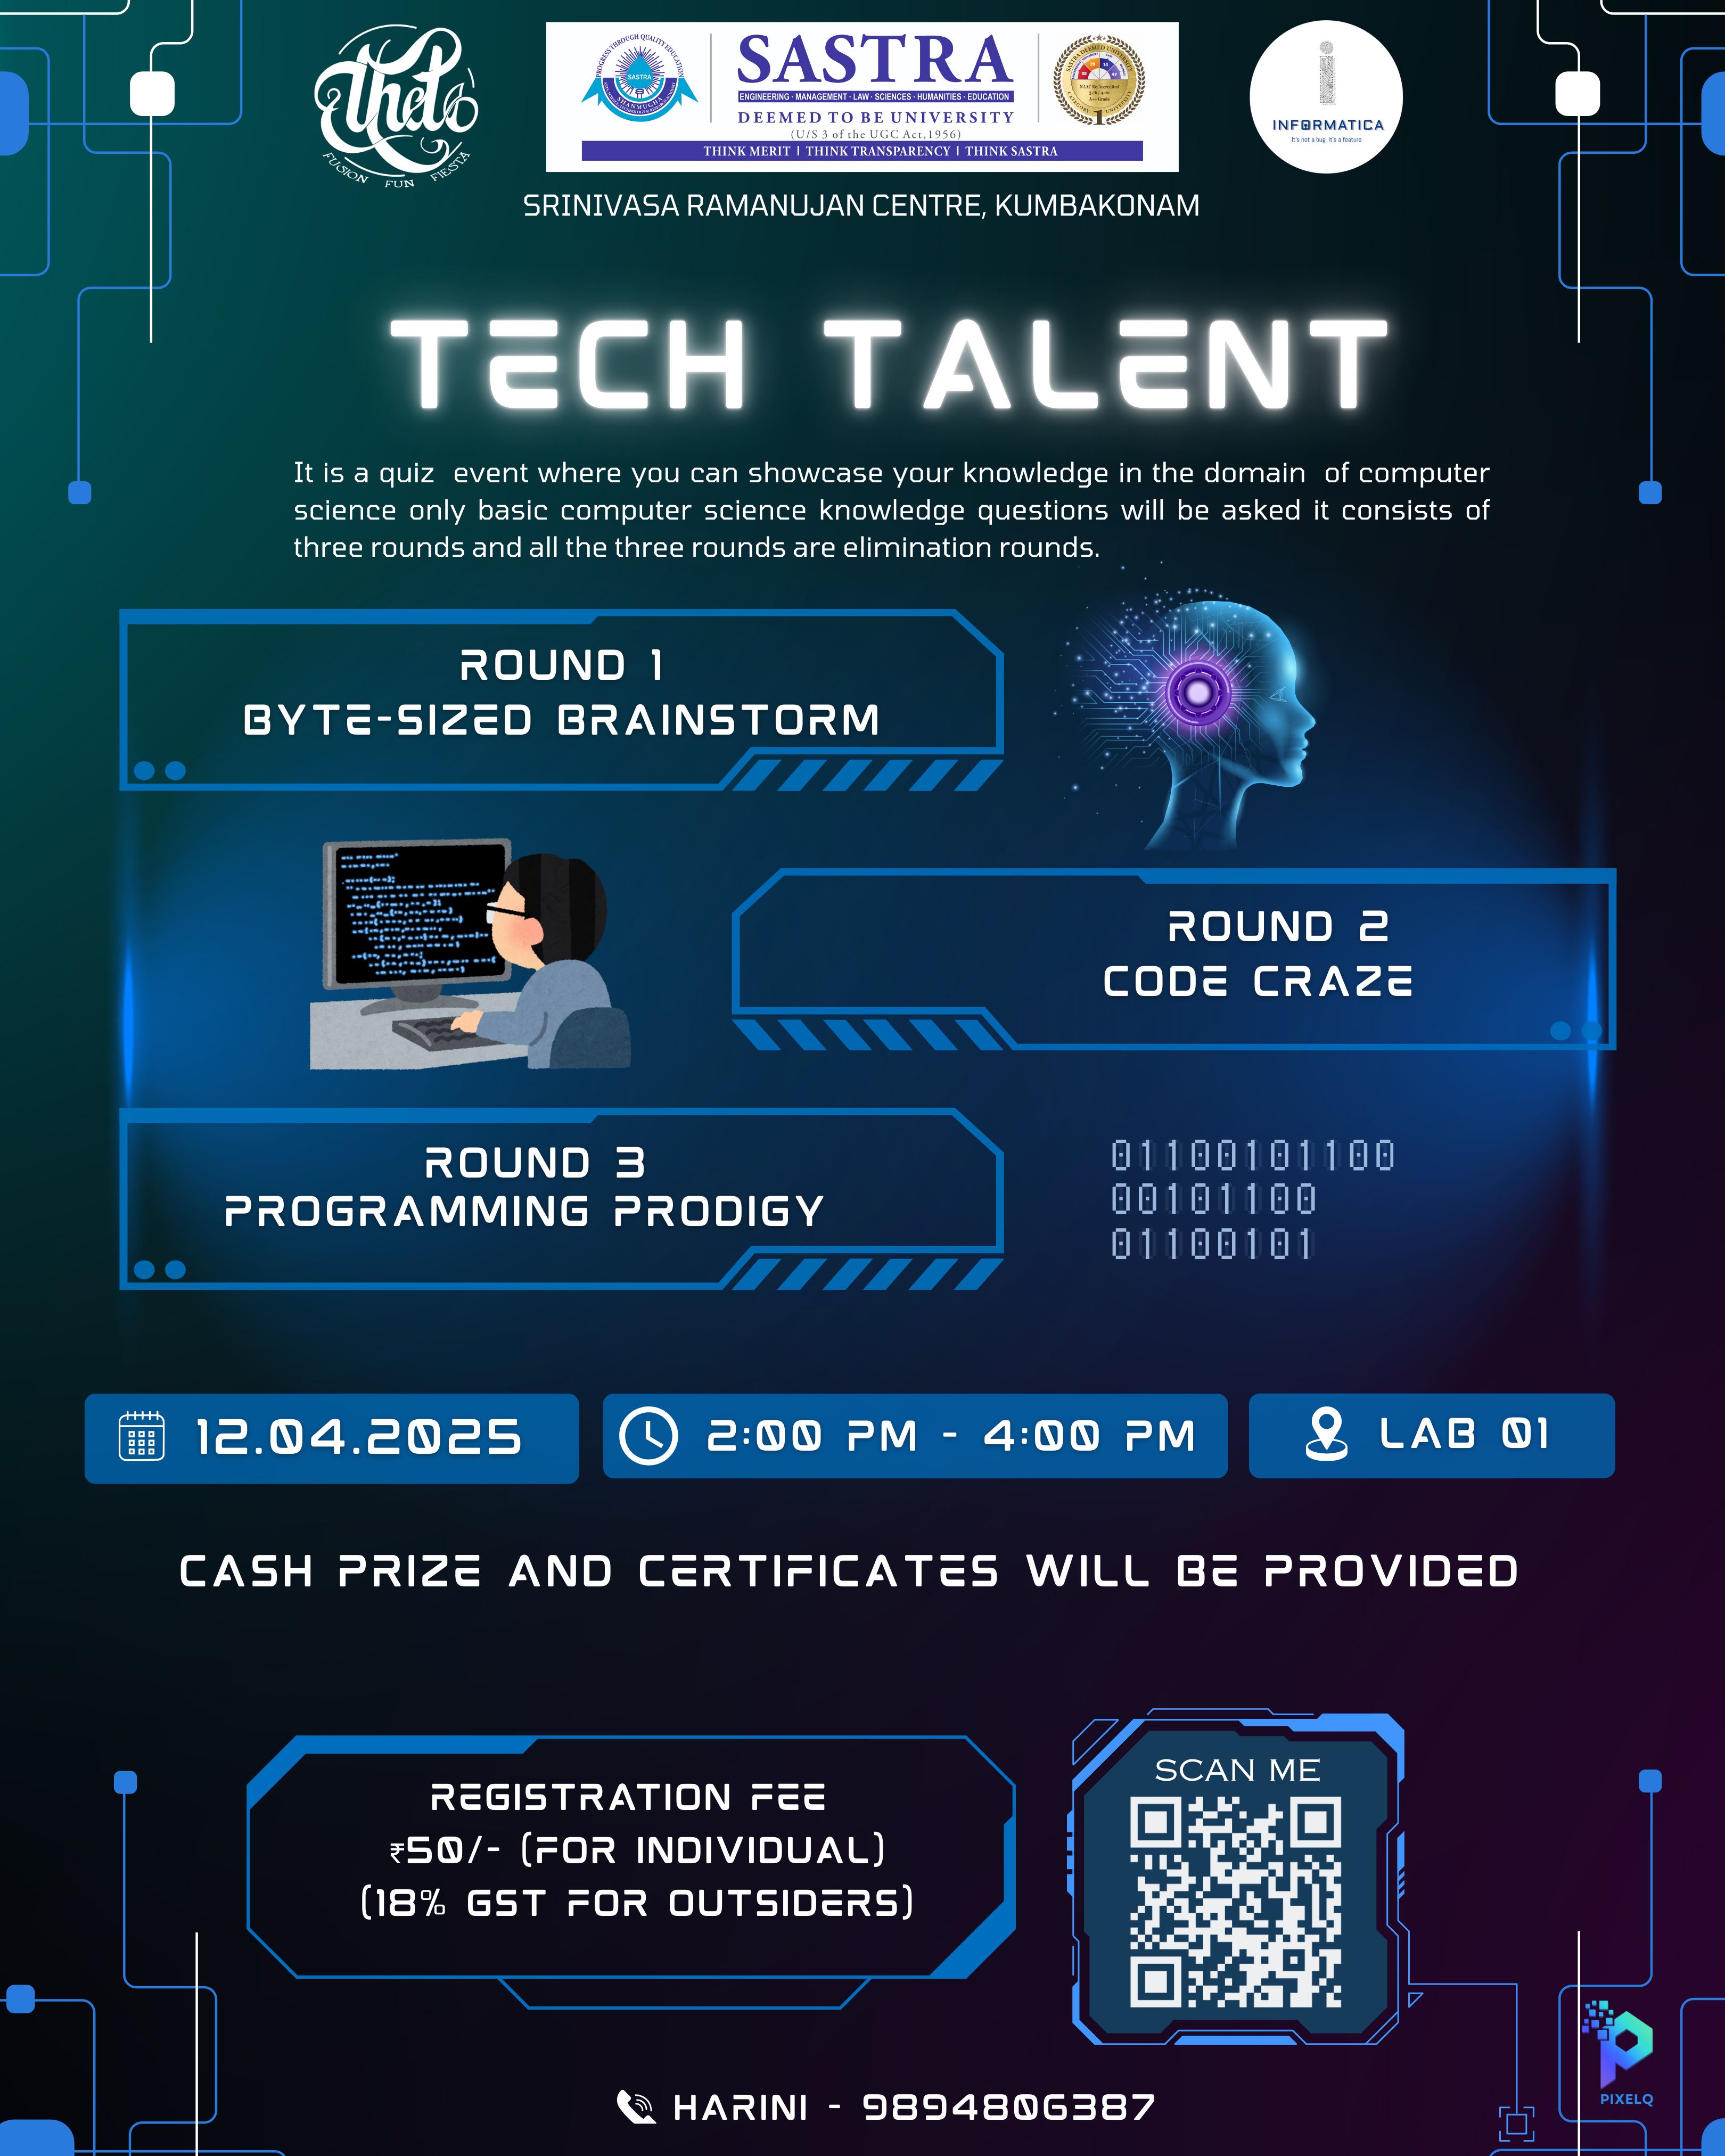 Thelo
FUSION FUN FIESTA
PROGRESS THROUGH QUALITY EDUCATION
SASTRA
SHANMUGHA
SASTRA
ENGINEERING · MANAGEMENT · LAW · SCIENCES · HUMANITIES · EDUCATION
DEEMED TO BE UNIVERSITY
(U/S 3 of the UGC Act, 1956)
THINK MERIT | THINK TRANSPARENCY | THINK SASTRA
INFORMATICA
It's not a bug, it's a feature
SRINIVASA RAMANUJAN CENTRE, KUMBAKONAM
TECH TALENT
It is a quiz event where you can showcase your knowledge in the domain of computer
science only basic computer science knowledge questions will be asked it consists of
three rounds and all the three rounds are elimination rounds.
ROUND 1
BYTE-SIZED BRAINSTORM
ROUND 2
CODE CRAZE
ROUND 3
PROGRAMMING PRODIGY
01100101100
00101100
01100101
12.04.2025
2:00 PM - 4:00 PM
LAB 01
CASH PRIZE AND CERTIFICATES WILL BE PROVIDED
REGISTRATION FEE
₹50/- (FOR INDIVIDUAL)
(18% GST FOR OUTSIDERS)
SCAN ME
HARINI - 9894806387
PIXELQ